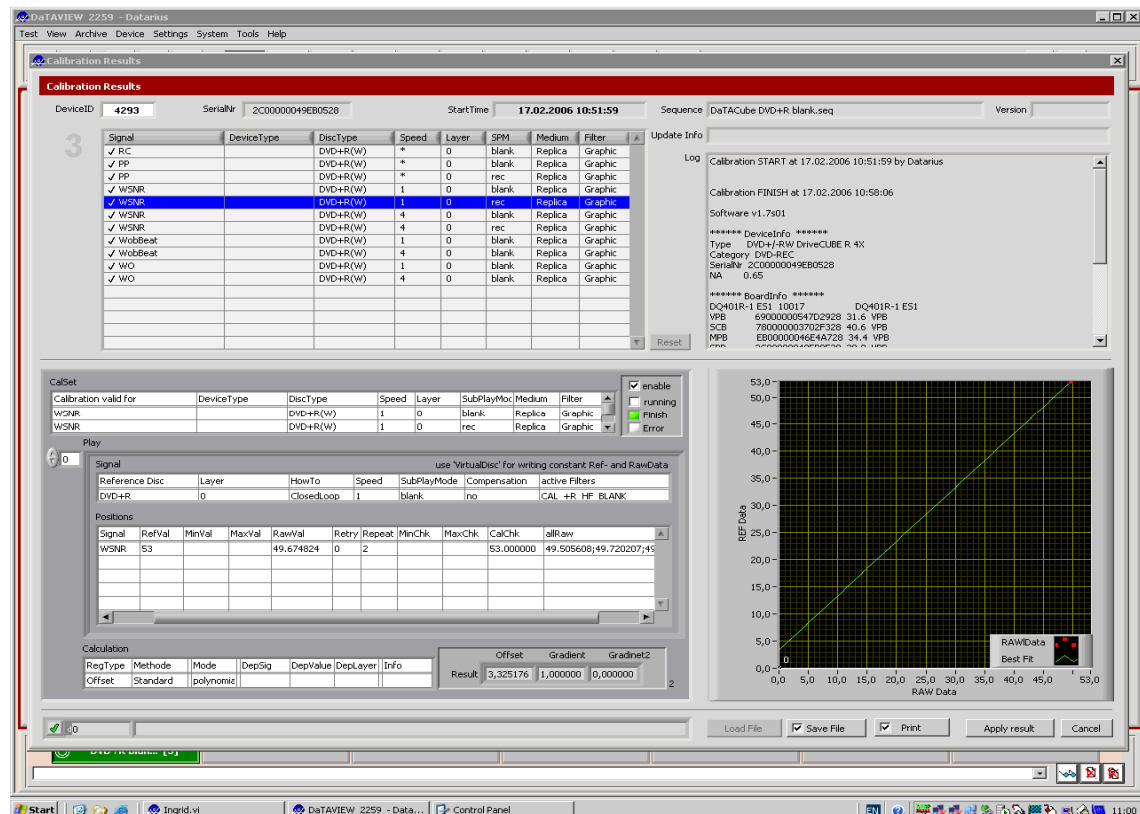 DaTAVIEW 2259 - Datarius
Test View Archive Device Settings System Tools Help
Calibration Results
Calibration Results
DeviceID 4293 SerialNr 2C00000049EB0528 StartTime 17.02.2006 10:51:59 Sequence DaTACube DVD+R blank.seq Version
3
Update Info
Signal DeviceType DiscType Speed Layer SPM Medium Filter
✓ RC DVD+R(W) * 0 blank Replica Graphic
✓ PP DVD+R(W) * 0 blank Replica Graphic
✓ PP DVD+R(W) * 0 rec Replica Graphic
✓ WSNR DVD+R(W) 1 0 blank Replica Graphic
✓ WSNR DVD+R(W) 1 0 rec Replica Graphic
✓ WSNR DVD+R(W) 4 0 blank Replica Graphic
✓ WSNR DVD+R(W) 4 0 rec Replica Graphic
✓ WobBeat DVD+R(W) 1 0 blank Replica Graphic
✓ WobBeat DVD+R(W) 4 0 blank Replica Graphic
✓ WO DVD+R(W) 1 0 blank Replica Graphic
✓ WO DVD+R(W) 4 0 blank Replica Graphic
Log
Calibration START at 17.02.2006 10:51:59 by Datarius
Calibration FINISH at 17.02.2006 10:58:06
Software v1.7s01
****** DeviceInfo ******
Type DVD+/-RW DriveCUBE R 4X
Category DVD-REC
SerialNr 2C00000049EB0528
NA 0.65
****** BoardInfo ******
DQ401R-1 ES1 10017 DQ401R-1 ES1
VPB 69000000547D2928 31.6 VPB
SCB 780000003702F328 40.6 VPB
MPB EB00000046E4A728 34.4 VPB
Reset
CalSet
Calibration valid for DeviceType DiscType Speed Layer SubPlayMoc Medium Filter
WSNR DVD+R(W) 1 0 blank Replica Graphic
WSNR DVD+R(W) 1 0 rec Replica Graphic
enable
running
Finish
Error
Play
0
Signal use 'VirtualDisc' for writing constant Ref- and RawData
Reference Disc Layer HowTo Speed SubPlayMode Compensation active Filters
DVD+R 0 ClosedLoop 1 blank no CAL +R HF BLANK
Positions
Signal RefVal MinVal MaxVal RawVal Retry Repeat MinChk MaxChk CalChk allRaw
WSNR 53 49.674824 0 2 53.000000 49.505608;49.720207;49
Calculation
RegType Methode Mode DepSig DepValue DepLayer Info
Offset Standard polynomia
Offset Gradient Gradinet2
Result 3,325176 1,000000 0,000000
2
53,0
50,0
45,0
40,0
35,0
30,0
25,0
20,0
15,0
10,0
5,0
0,0
REF Data
0
RAWlData
Best Fit
0,0 5,0 10,0 15,0 20,0 25,0 30,0 35,0 40,0 45,0 53,0
RAW Data
0
Load File Save File Print Apply result Cancel
DVD+R blan... [3]
Start Ingrid.vi DaTAVIEW 2259 - Data... Control Panel EN 11:00